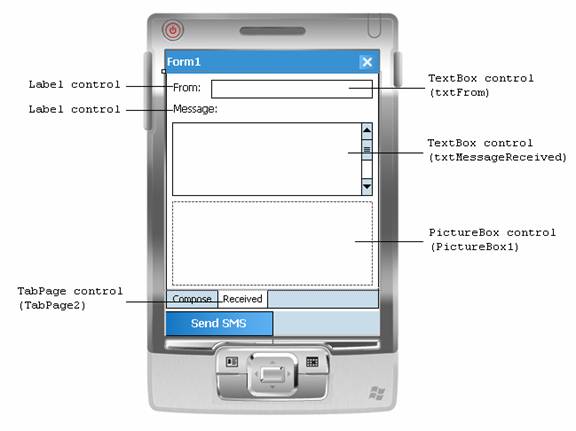 Form1
Label control
From:
TextBox control
(txtFrom)
Label control
Message:
TextBox control
(txtMessageReceived)
PictureBox control
(PictureBox1)
TabPage control
(TabPage2)
Compose
Received
Send SMS